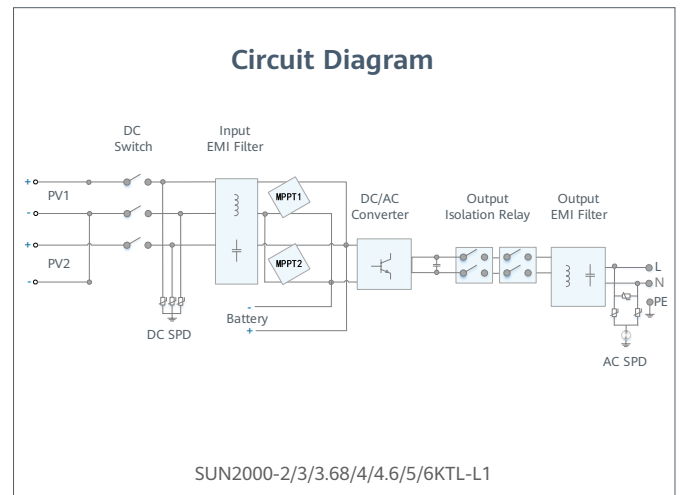 Circuit Diagram
DC
Switch
Input
EMI Filter
+
PV1
-
+
PV2
-
MPPT1
MPPT2
DC/AC
Converter
Output
Isolation Relay
Output
EMI Filter
L
N
PE
-
Battery
+
DC SPD
AC SPD
SUN2000-2/3/3.68/4/4.6/5/6KTL-L1